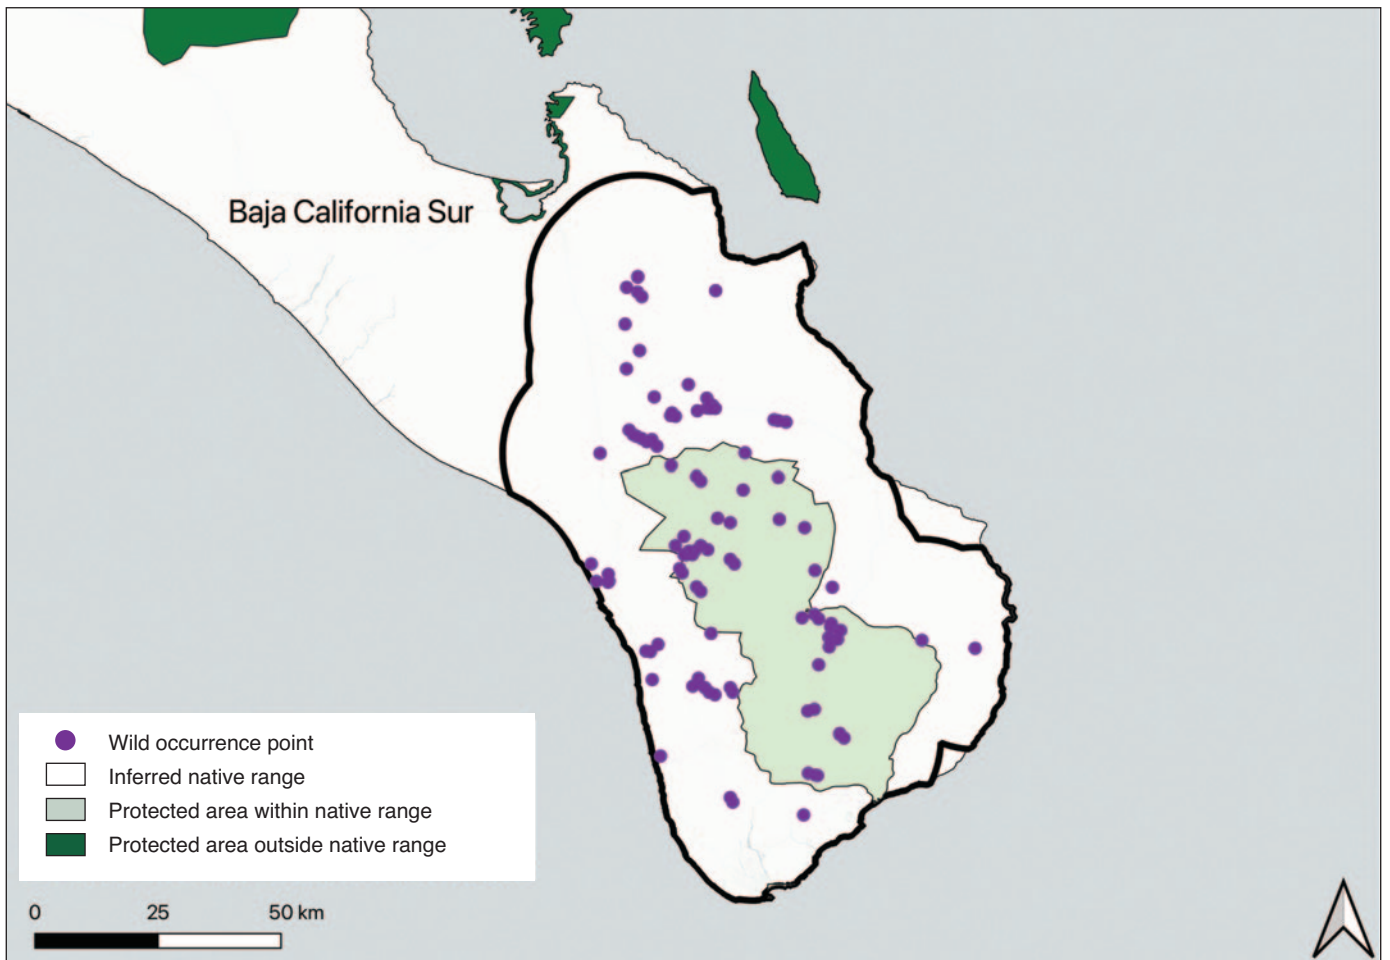 Baja California Sur
Wild occurrence point
Inferred native range
Protected area within native range
Protected area outside native range
0 25 50 km